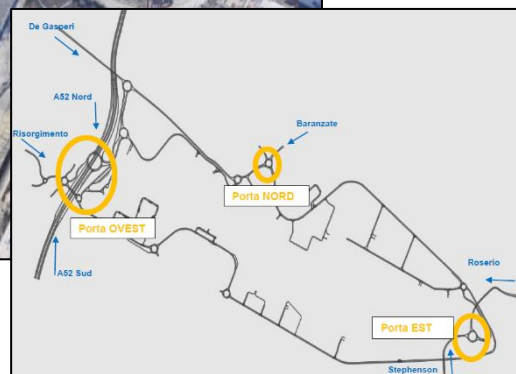 De Gasperi
A52 Nord
Baranzate
Risorgimento
Porta NORD
Porta OVEST
Roserio
A52 Sud
Porta EST
Stephenson